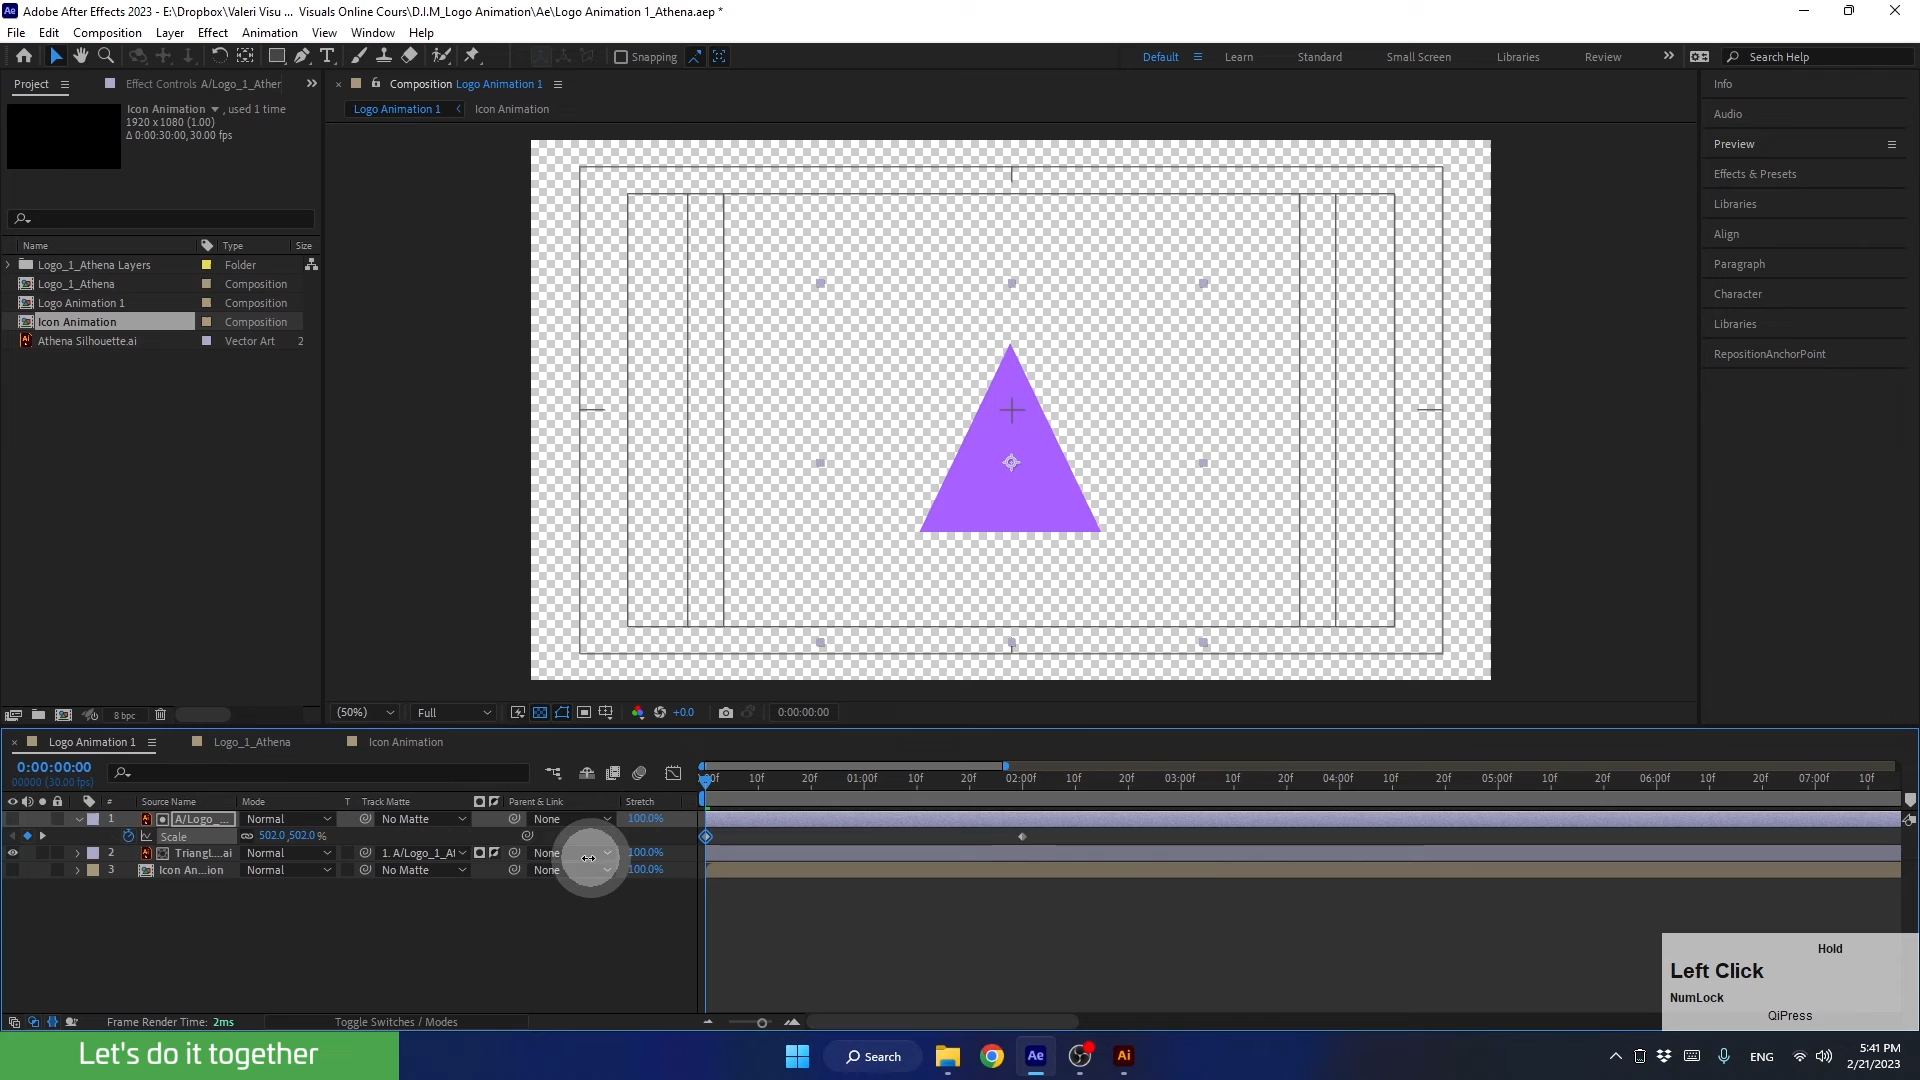 Adobe After Effects 2023 - E:\Dropbox\Valeri Visu ... Visuals Online Cours\D.I.M_Logo Animation\Ae\Logo Animation 1_Athena.aep *
File Edit Composition Layer Effect Animation View Window Help
Snapping
Default Learn Standard Small Screen Libraries Review Search Help
Project Effect Controls A/Logo_1_Ather
Composition Logo Animation 1
Logo Animation 1 Icon Animation
Icon Animation , used 1 time
1920 x 1080 (1.00)
Δ 0:00:30:00, 30.00 fps
Name Type Size
Logo_1_Athena Layers Folder
Logo_1_Athena Composition
Logo Animation 1 Composition
Icon Animation Composition
Athena Silhouette.ai Vector Art 2
Info
Audio
Preview
Effects & Presets
Libraries
Align
Paragraph
Character
Libraries
RepositionAnchorPoint
8 bpc
(50%) Full +0.0 0:00:00:00
Logo Animation 1 Logo_1_Athena Icon Animation
0:00:00:00
00000 (30.00 fps)
10f 20f 01:00f 10f 20f 02:00f 10f 20f 03:00f 10f 20f 04:00f 10f 20f 05:00f 10f 20f 06:00f 10f 20f 07:00f 10f
# Source Name Mode T Track Matte Parent & Link Stretch
1 A/Logo_... Normal No Matte None 100.0%
Scale 502.0,502.0%
2 Triangl....ai Normal 1. A/Logo_1_At None 100.0%
3 Icon An...ion Normal No Matte None 100.0%
Frame Render Time: 2ms Toggle Switches / Modes
Hold
Left Click
NumLock
QiPress
Let's do it together
Search
Ae
Ai
ENG
5:41 PM
2/21/2023